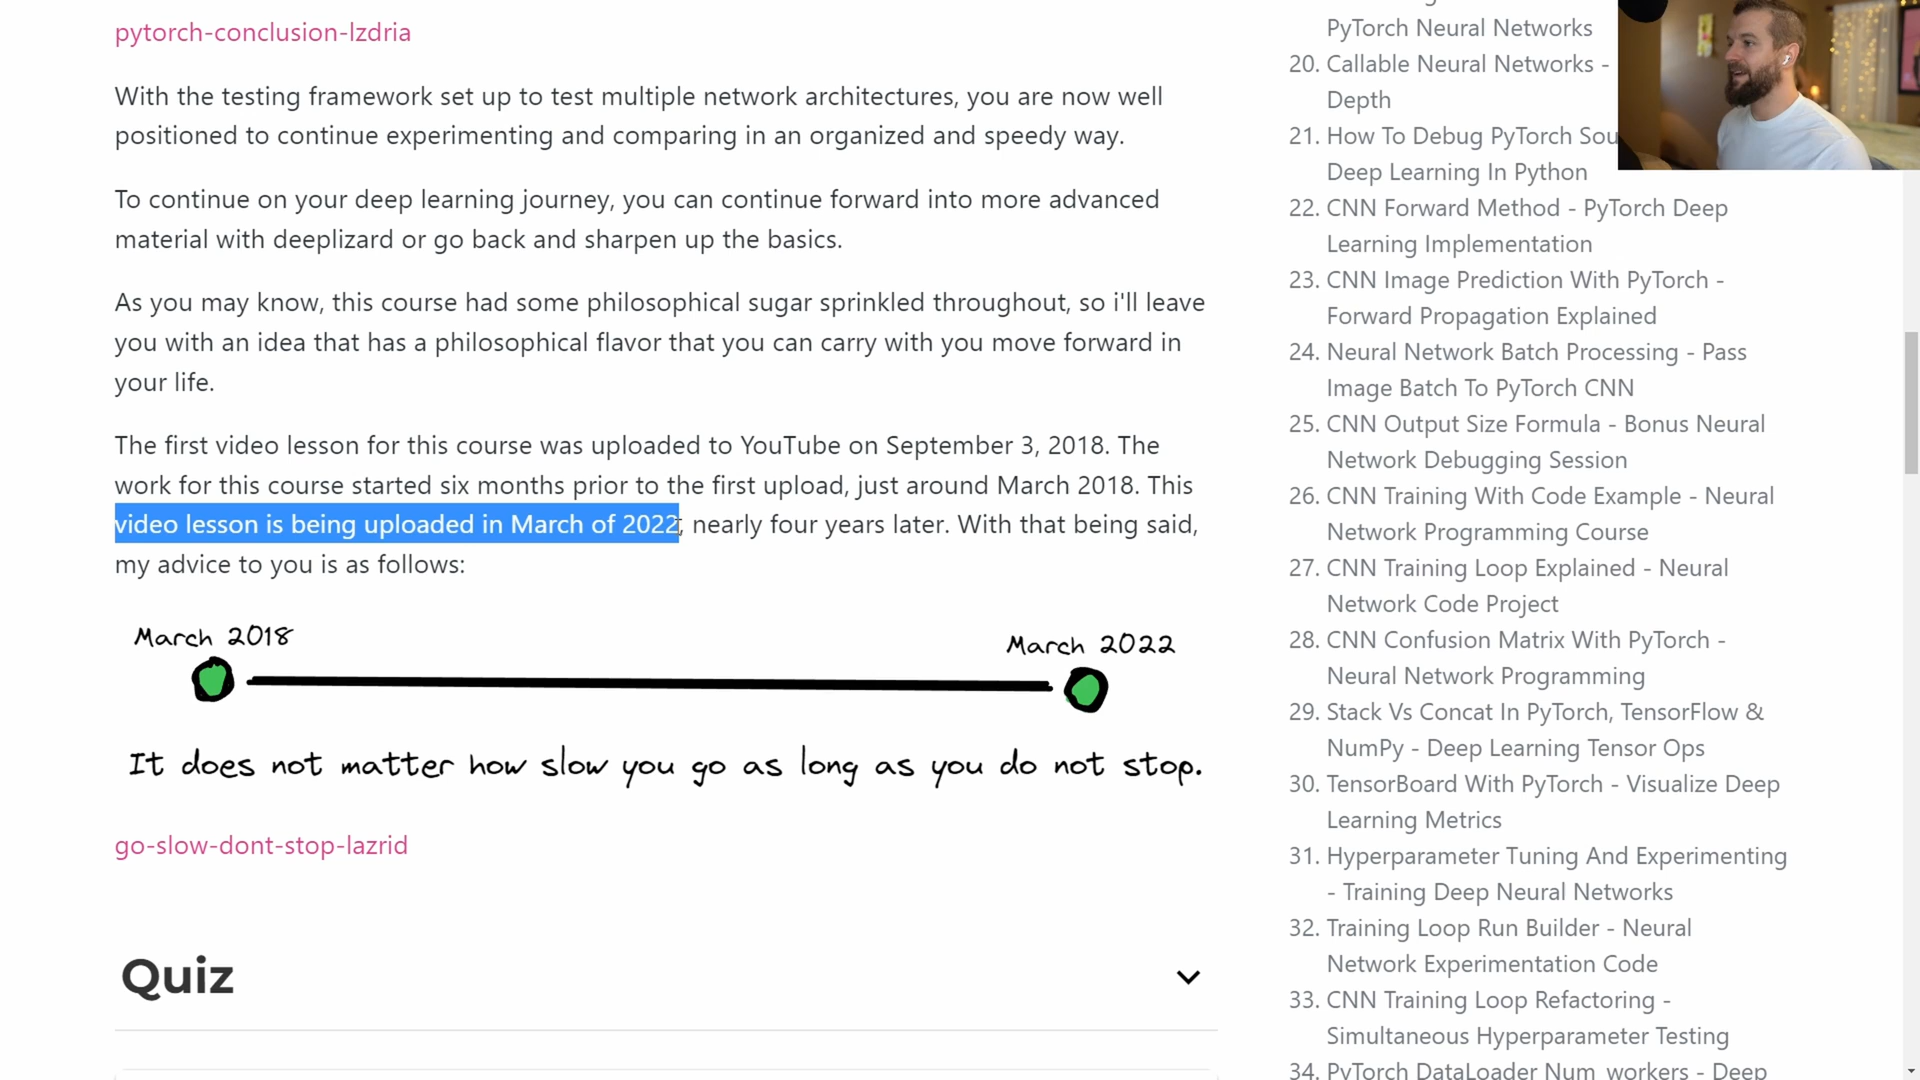 pytorch-conclusion-lzdria
With the testing framework set up to test multiple network architectures, you are now well
positioned to continue experimenting and comparing in an organized and speedy way.
To continue on your deep learning journey, you can continue forward into more advanced
material with deeplizard or go back and sharpen up the basics.
As you may know, this course had some philosophical sugar sprinkled throughout, so i'll leave
you with an idea that has a philosophical flavor that you can carry with you move forward in
your life.
The first video lesson for this course was uploaded to YouTube on September 3, 2018. The
work for this course started six months prior to the first upload, just around March 2018. This
video lesson is being uploaded in March of 2022, nearly four years later. With that being said,
my advice to you is as follows:
March 2018
March 2022
It does not matter how slow you go as long as you do not stop.
go-slow-dont-stop-lazrid
Quiz
PyTorch Neural Networks
20. Callable Neural Networks -
Depth
21. How To Debug PyTorch Sou
Deep Learning In Python
22. CNN Forward Method - PyTorch Deep
Learning Implementation
23. CNN Image Prediction With PyTorch -
Forward Propagation Explained
24. Neural Network Batch Processing - Pass
Image Batch To PyTorch CNN
25. CNN Output Size Formula - Bonus Neural
Network Debugging Session
26. CNN Training With Code Example - Neural
Network Programming Course
27. CNN Training Loop Explained - Neural
Network Code Project
28. CNN Confusion Matrix With PyTorch -
Neural Network Programming
29. Stack Vs Concat In PyTorch, TensorFlow &
NumPy - Deep Learning Tensor Ops
30. TensorBoard With PyTorch - Visualize Deep
Learning Metrics
31. Hyperparameter Tuning And Experimenting
- Training Deep Neural Networks
32. Training Loop Run Builder - Neural
Network Experimentation Code
33. CNN Training Loop Refactoring -
Simultaneous Hyperparameter Testing
34. PyTorch DataLoader Num_workers - Deep